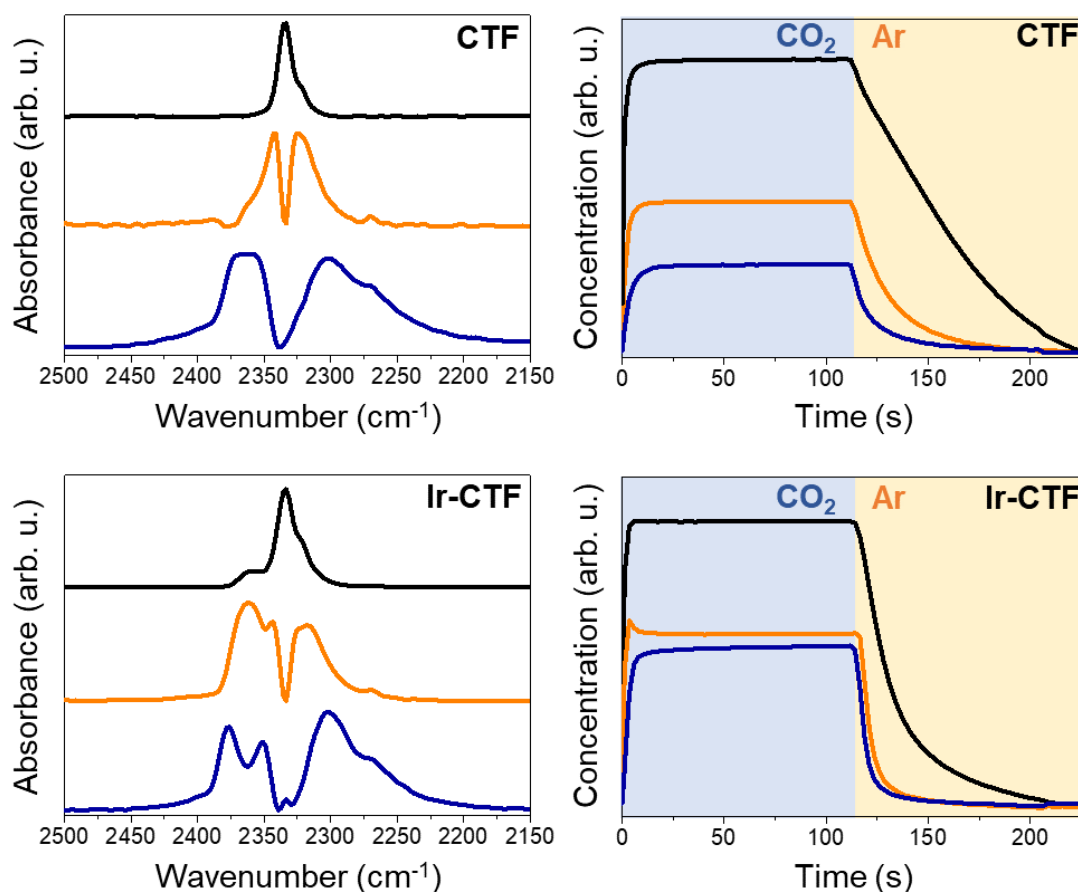 CTF
Absorbance (arb. u.)
2500 2450 2400 2350 2300 2250 2200 2150
Wavenumber (cm⁻¹)
CO₂ Ar CTF
Concentration (arb. u.)
0 50 100 150 200
Time (s)
Ir-CTF
Absorbance (arb. u.)
2500 2450 2400 2350 2300 2250 2200 2150
Wavenumber (cm⁻¹)
CO₂ Ar Ir-CTF
Concentration (arb. u.)
0 50 100 150 200
Time (s)